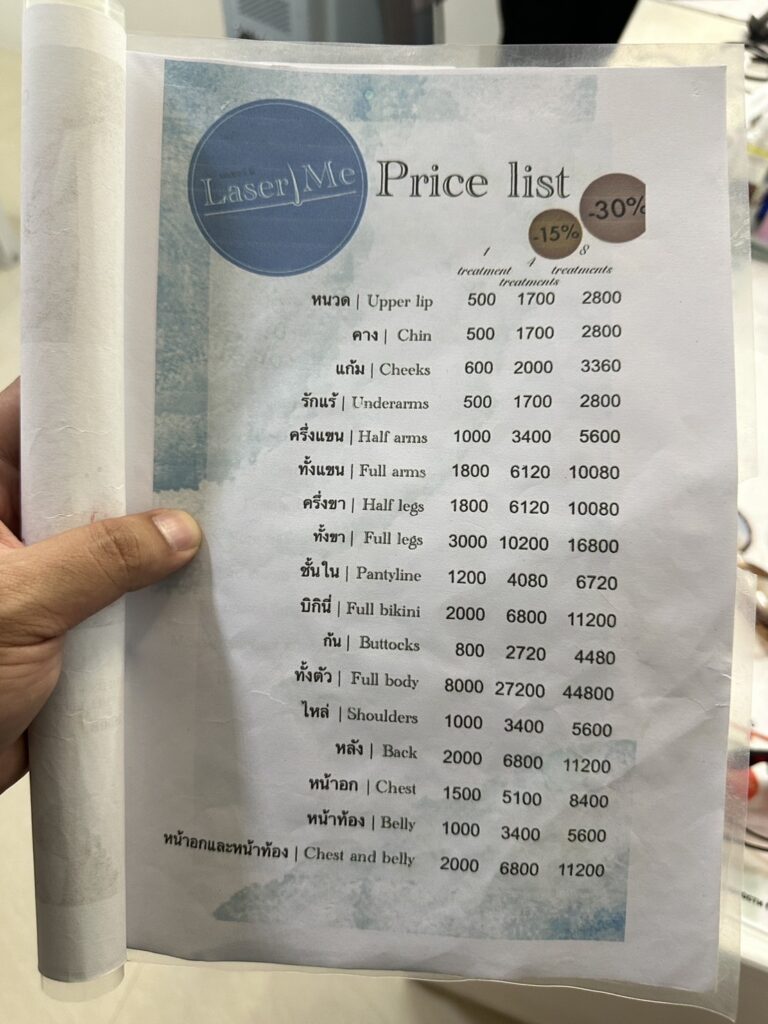 Laser Me
Price list
-15%
-30%
1 treatment
4 treatments
8 treatments
หนวด | Upper lip 500 1700 2800
คาง | Chin 500 1700 2800
แก้ม | Cheeks 600 2000 3360
รักแร้ | Underarms 500 1700 2800
ครึ่งแขน | Half arms 1000 3400 5600
ทั้งแขน | Full arms 1800 6120 10080
ครึ่งขา | Half legs 1800 6120 10080
ทั้งขา | Full legs 3000 10200 16800
ชั้นใน | Pantyline 1200 4080 6720
บิกินี่ | Full bikini 2000 6800 11200
ก้น | Buttocks 800 2720 4480
ทั้งตัว | Full body 8000 27200 44800
ไหล่ | Shoulders 1000 3400 5600
หลัง | Back 2000 6800 11200
หน้าอก | Chest 1500 5100 8400
หน้าท้อง | Belly 1000 3400 5600
หน้าอกและหน้าท้อง | Chest and belly 2000 6800 11200